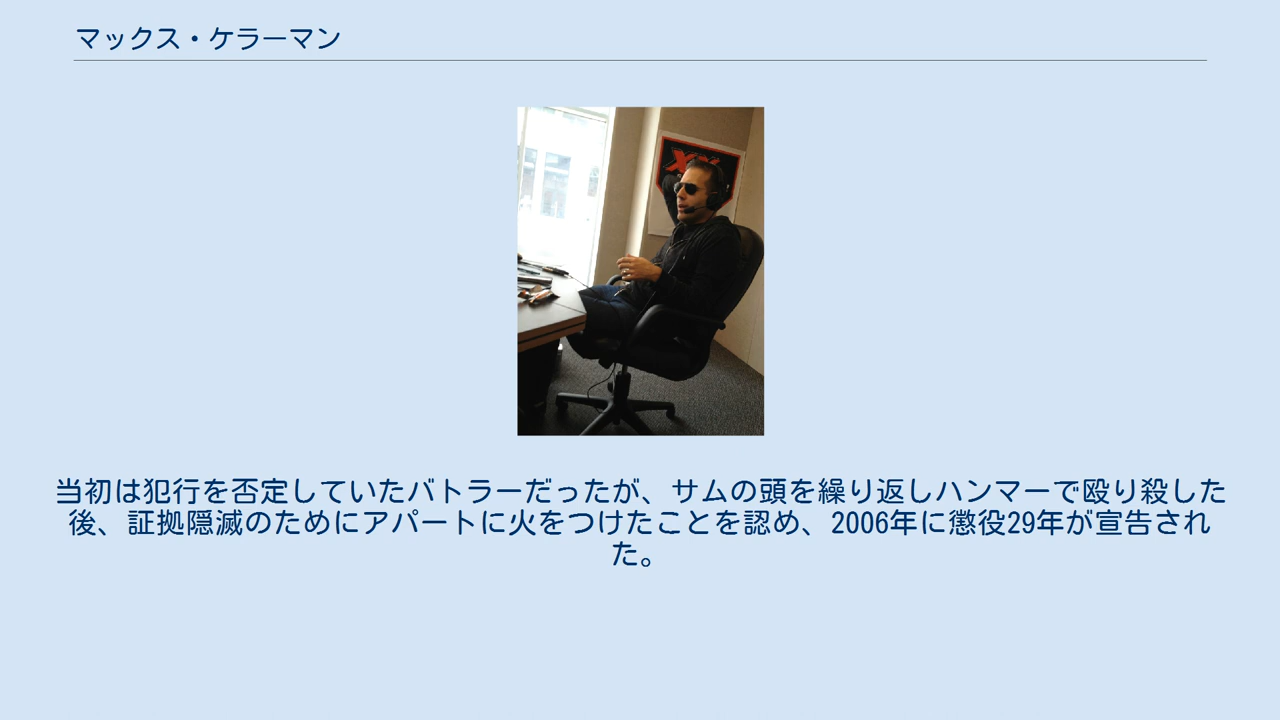 マックス・ケラーマン
当初は犯行を否定していたバトラーだったが、サムの頭を繰り返しハンマーで殴り殺した
後、証拠隠滅のためにアパートに火をつけたことを認め、2006年に懲役29年が宣告され
た。